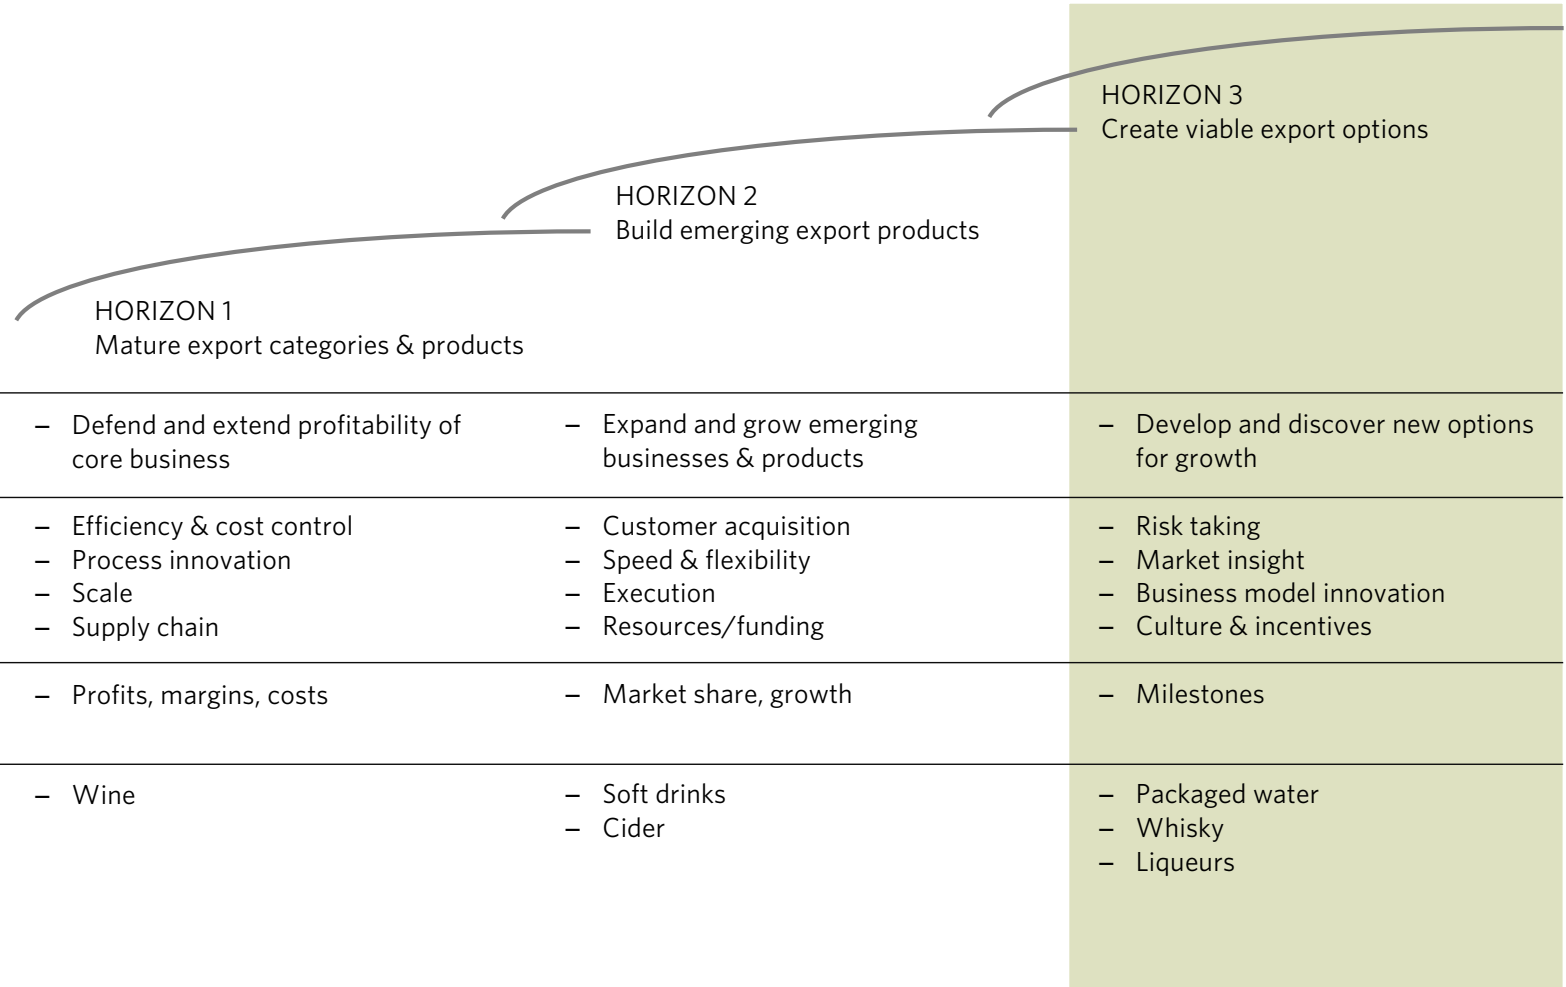 HORIZON 3
Create viable export options
HORIZON 2
Build emerging export products
HORIZON 1
Mature export categories & products
– Defend and extend profitability of
core business
– Expand and grow emerging
businesses & products
– Develop and discover new options
for growth
– Efficiency & cost control
– Process innovation
– Scale
– Supply chain
– Customer acquisition
– Speed & flexibility
– Execution
– Resources/funding
– Risk taking
– Market insight
– Business model innovation
– Culture & incentives
– Profits, margins, costs
– Market share, growth
– Milestones
– Wine
– Soft drinks
– Cider
– Packaged water
– Whisky
– Liqueurs